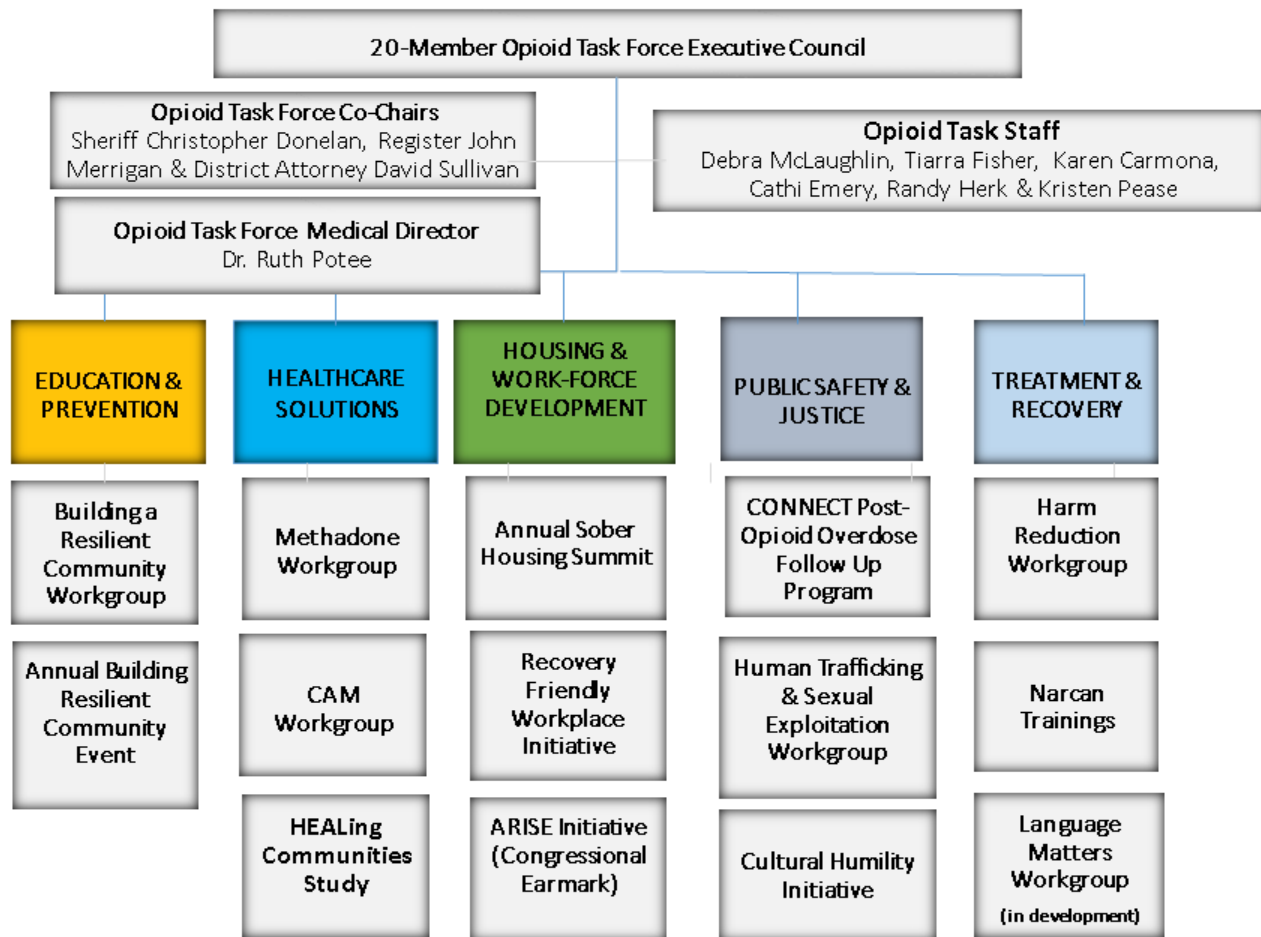 20-Member Opioid Task Force Executive Council
Opioid Task Force Co-Chairs
Sheriff Christopher Donelan, Register John
Merrigan & District Attorney David Sullivan
Opioid Task Staff
Debra McLaughlin, Tiarra Fisher, Karen Carmona,
Cathi Emery, Randy Herk & Kristen Pease
Opioid Task Force Medical Director
Dr. Ruth Potee
EDUCATION &
PREVENTION
HEALTHCARE
SOLUTIONS
HOUSING &
WORK-FORCE
DEVELOPMENT
PUBLIC SAFETY &
JUSTICE
TREATMENT &
RECOVERY
Building a
Resilient
Community
Workgroup
Methadone
Workgroup
Annual Sober
Housing Summit
CONNECT Post-
Opioid Overdose
Follow Up
Program
Harm
Reduction
Workgroup
Annual Building
Resilient
Community
Event
CAM
Workgroup
Recovery
Friendly
Workplace
Initiative
Human Trafficking
& Sexual
Exploitation
Workgroup
Narcan
Trainings
HEALing
Communities
Study
ARISE Initiative
(Congressional
Earmark)
Cultural Humility
Initiative
Language
Matters
Workgroup
(in development)